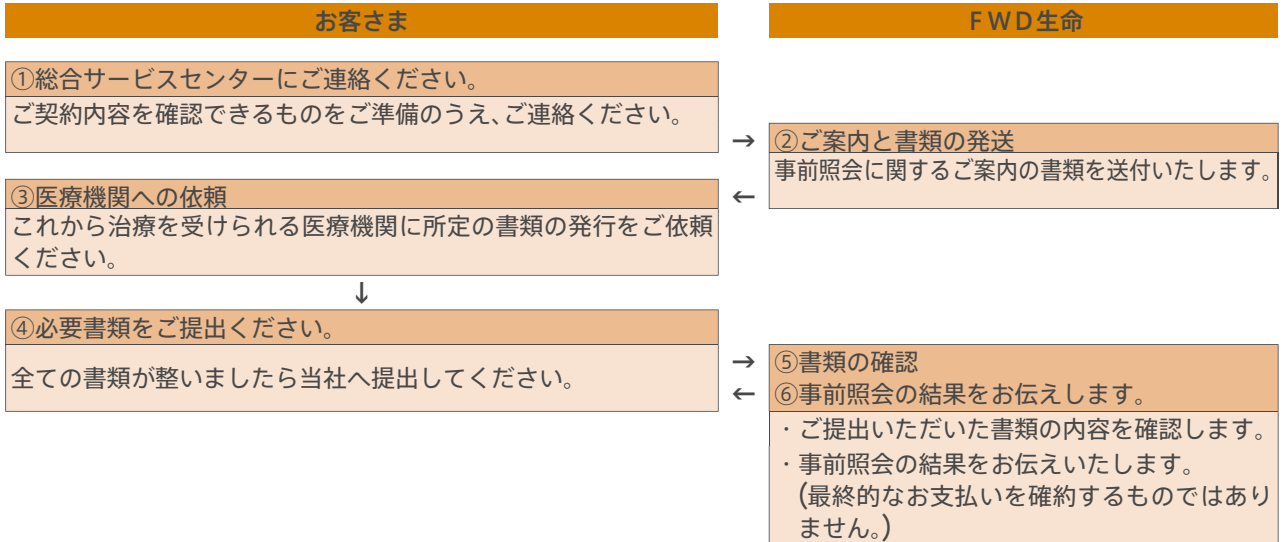 お客さま
ＦＷＤ生命
①総合サービスセンターにご連絡ください。
ご契約内容を確認できるものをご準備のうえ、ご連絡ください。
→
②ご案内と書類の発送
事前照会に関するご案内の書類を送付いたします。
←
③医療機関への依頼
これから治療を受けられる医療機関に所定の書類の発行をご依頼
ください。
↓
④必要書類をご提出ください。
全ての書類が整いましたら当社へ提出してください。
→
←
⑤書類の確認
⑥事前照会の結果をお伝えします。
・ご提出いただいた書類の内容を確認します。
・事前照会の結果をお伝えいたします。
(最終的なお支払いを確約するものではあり
ません。)